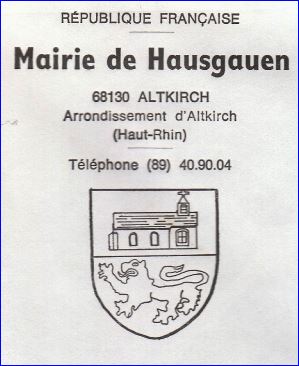 RÉPUBLIQUE FRANÇAISE
Mairie de Hausgauen
68130 ALTKIRCH
Arrondissement d'Altkirch
(Haut-Rhin)
Téléphone (89) 40.90.04